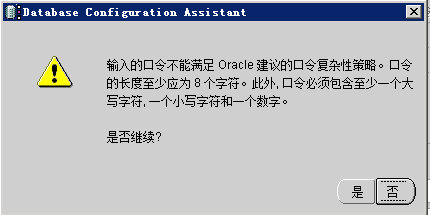 Database Configuration Assistant
输入的口令不能满足 Oracle 建议的口令复杂性策略。口令
的长度至少应为 8 个字符。此外, 口令必须包含至少一个大
写字符, 一个小写字符和一个数字。
是否继续?
是 否